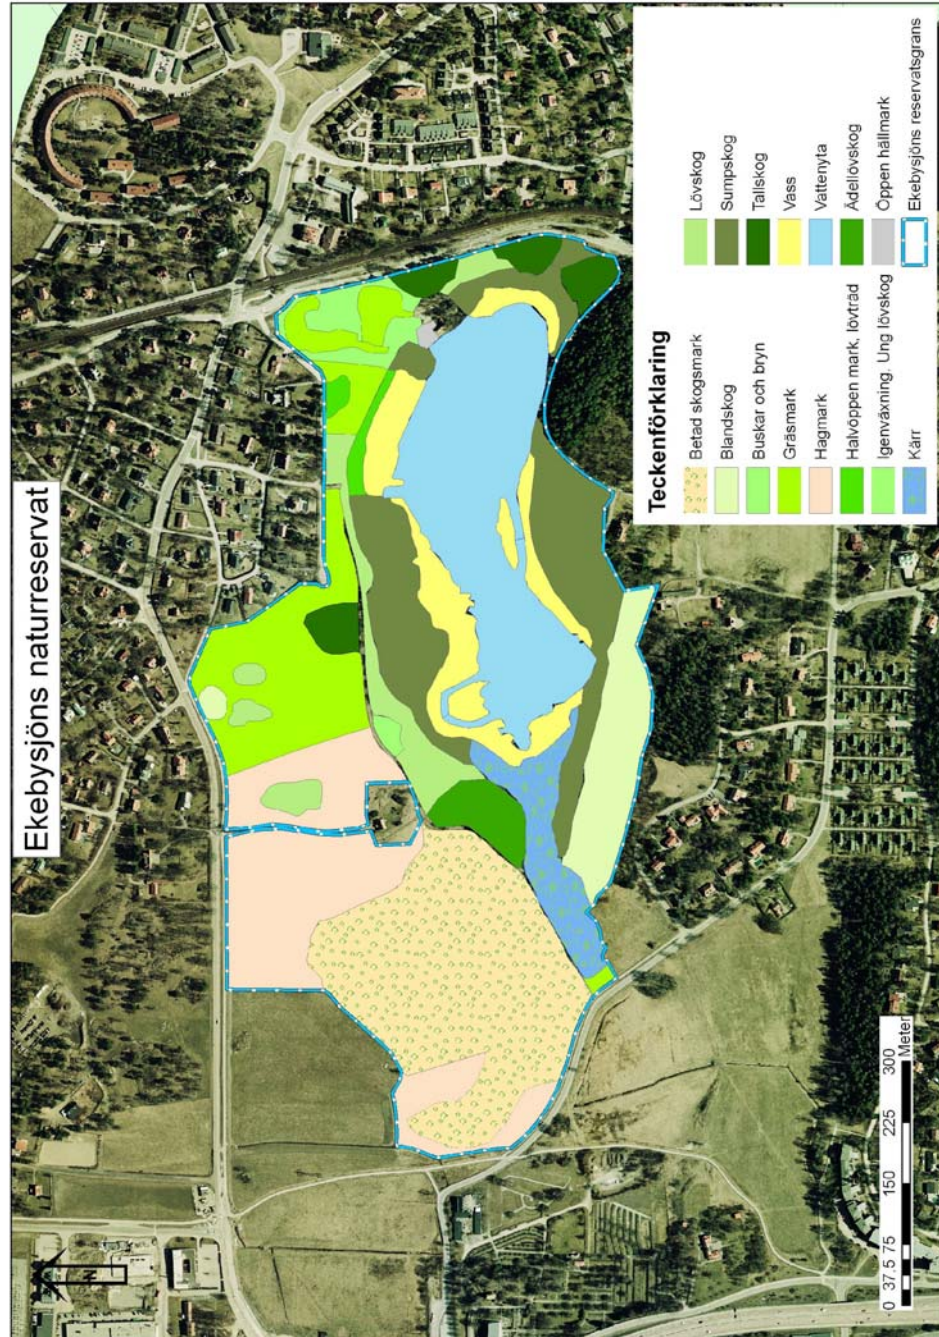 Ekebysjöns naturreservat
N
Teckenförklaring
Betad skogsmark
Blandskog
Buskar och bryn
Gräsmark
Hagmark
Halvöppen mark, lövträd
Igenväxning. Ung lövskog
Kärr
Lövskog
Sumpskog
Tallskog
Vass
Vattenyta
Ädellövskog
Öppen hällmark
Ekebysjöns reservatsgräns
0 37,5 75 150 225 300
Meter